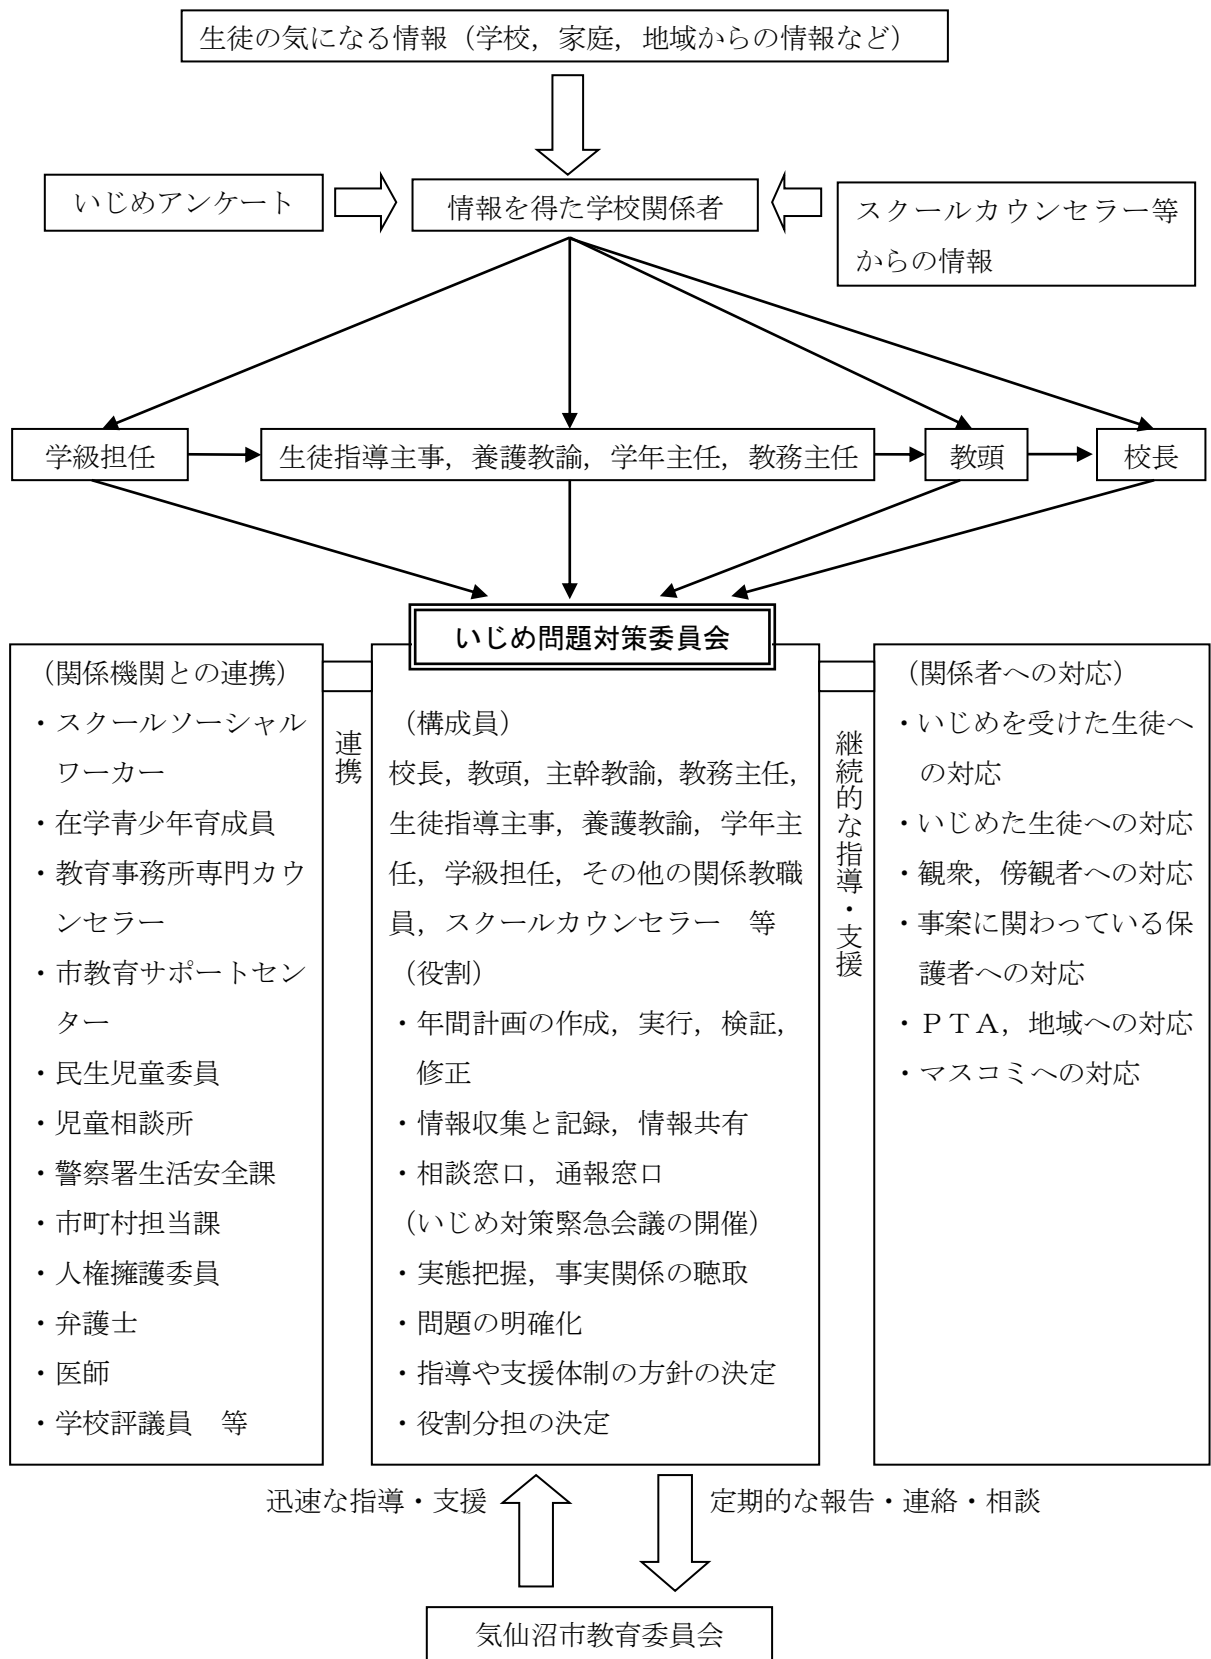 生徒の気になる情報（学校，家庭，地域からの情報など）
いじめアンケート
情報を得た学校関係者
スクールカウンセラー等
からの情報
学級担任
生徒指導主事，養護教諭，学年主任，教務主任
教頭
校長
いじめ問題対策委員会
（関係機関との連携）
・スクールソーシャル
ワーカー
・在学青少年育成員
・教育事務所専門カウ
ンセラー
・市教育サポートセン
ター
・民生児童委員
・児童相談所
・警察署生活安全課
・市町村担当課
・人権擁護委員
・弁護士
・医師
・学校評議員　等
連携
（構成員）
校長，教頭，主幹教諭，教務主任，
生徒指導主事，養護教諭，学年主
任，学級担任，その他の関係教職
員，スクールカウンセラー　等
（役割）
・年間計画の作成，実行，検証，
修正
・情報収集と記録，情報共有
・相談窓口，通報窓口
（いじめ対策緊急会議の開催）
・実態把握，事実関係の聴取
・問題の明確化
・指導や支援体制の方針の決定
・役割分担の決定
継続的な指導・支援
（関係者への対応）
・いじめを受けた生徒へ
の対応
・いじめた生徒への対応
・観衆，傍観者への対応
・事案に関わっている保
護者への対応
・ＰＴＡ，地域への対応
・マスコミへの対応
迅速な指導・支援
定期的な報告・連絡・相談
気仙沼市教育委員会